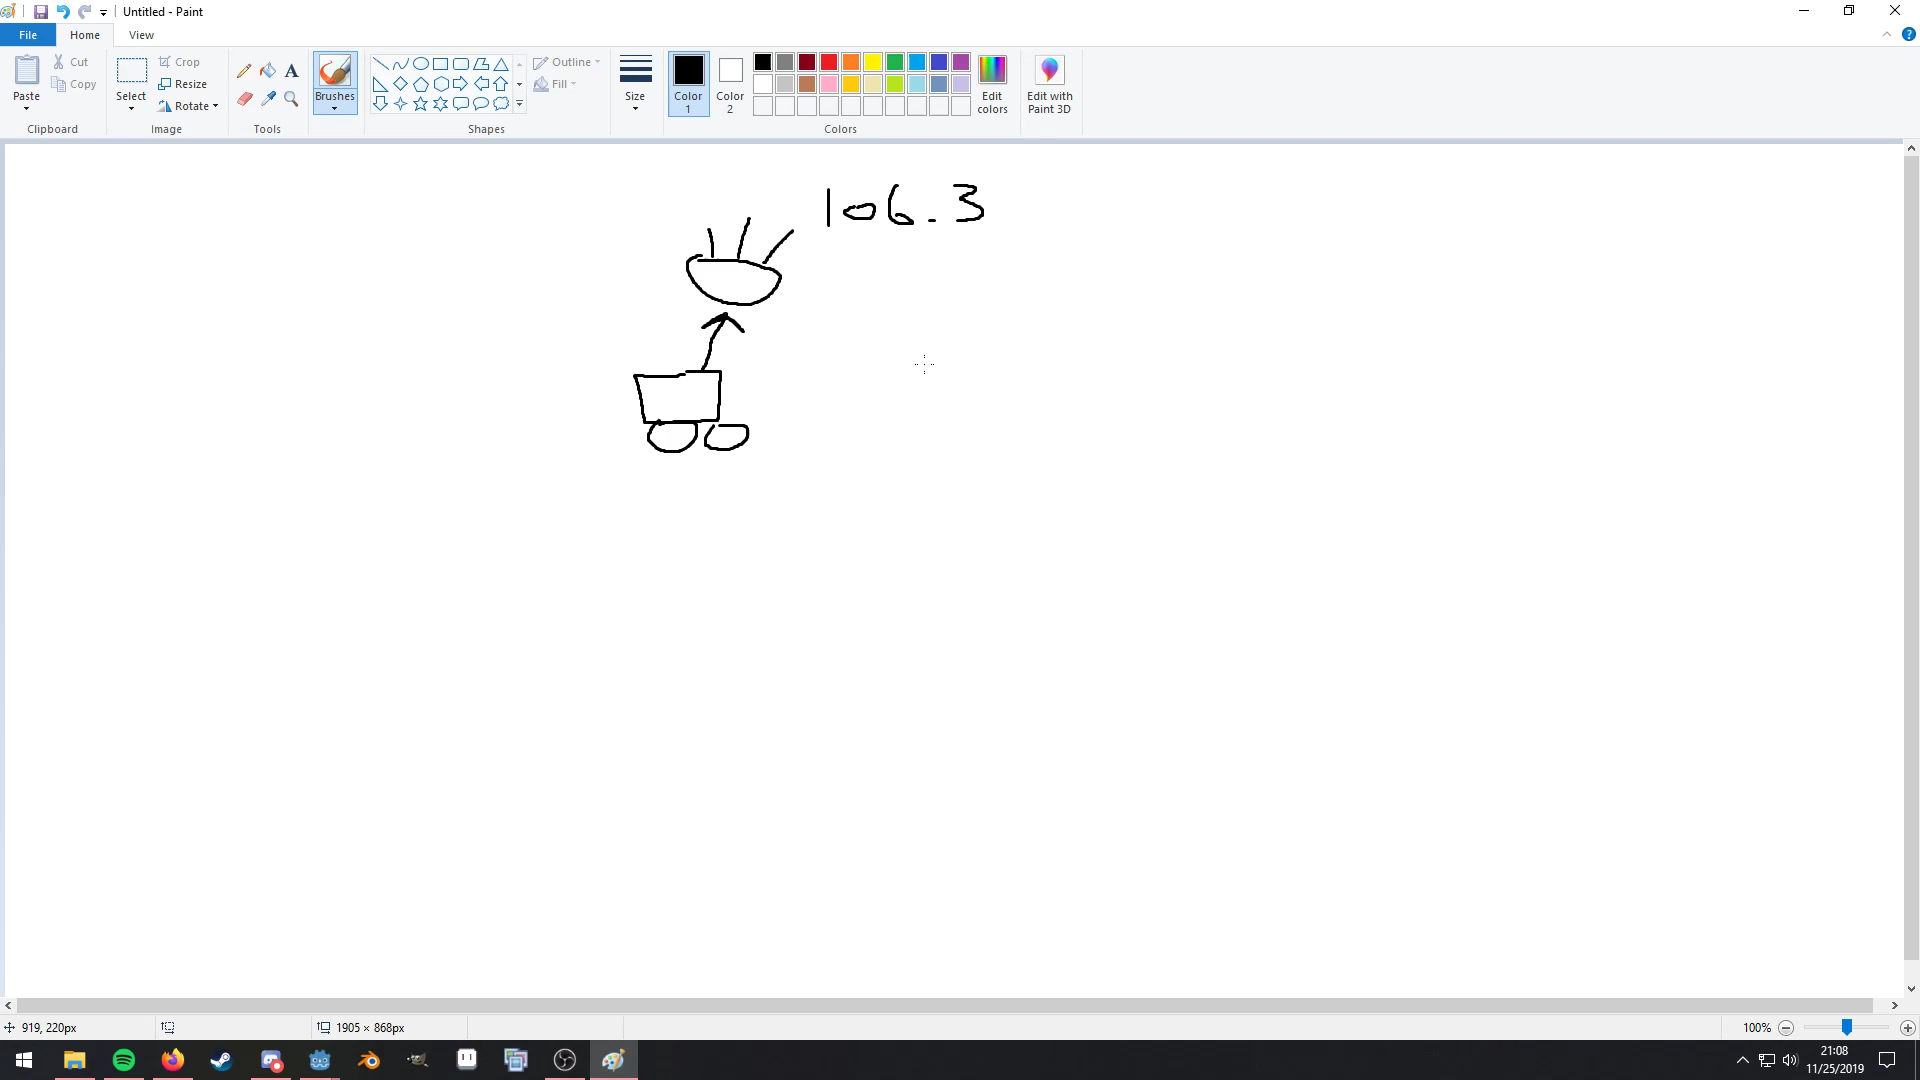 Untitled - Paint
File Home View
Paste
Cut
Copy
Clipboard
Select
Crop
Resize
Rotate
Image
Tools
Brushes
Outline
Fill
Shapes
Size
Color 1
Color 2
Edit colors
Colors
Edit with Paint 3D
106.3
919, 220px
1905 × 868px
100%
21:08
11/25/2019